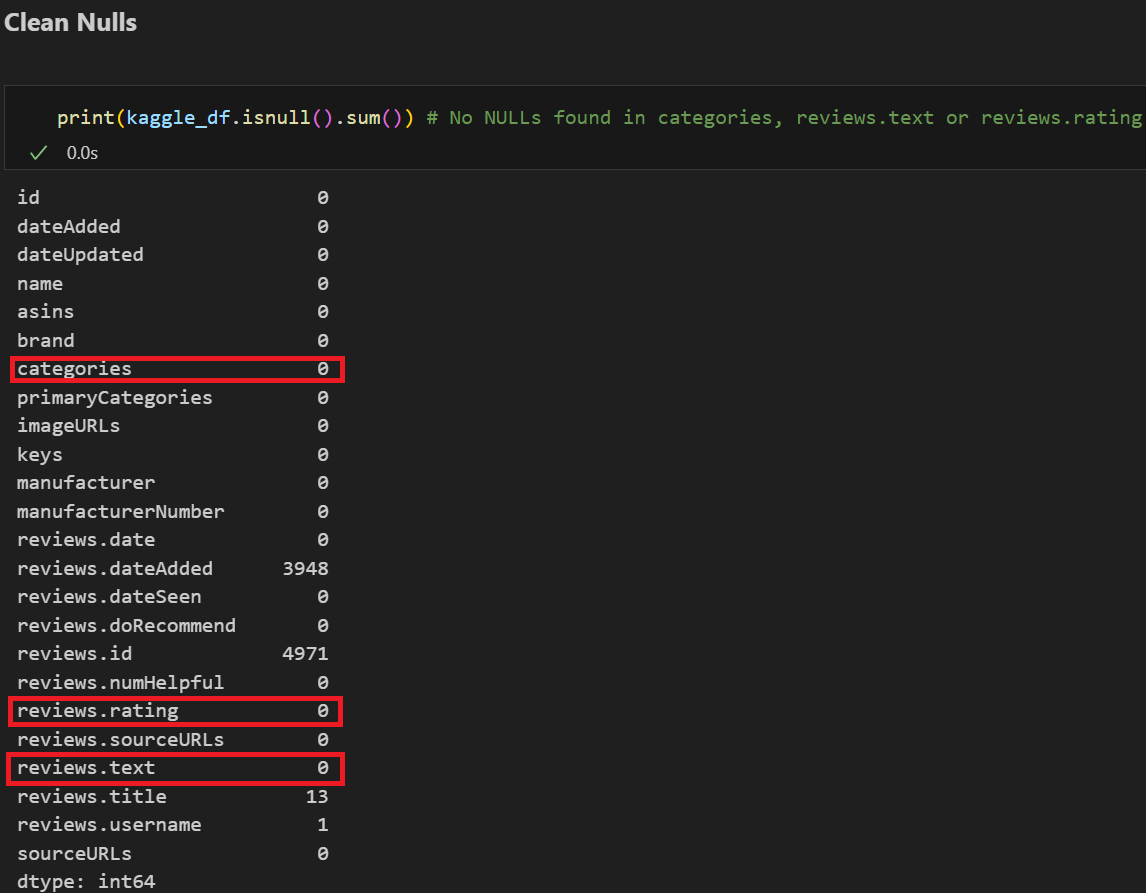 Clean Nulls
print(kaggle_df.isnull().sum()) # No NULLs found in categories, reviews.text or reviews.rating
0.0s
id 0
dateAdded 0
dateUpdated 0
name 0
asins 0
brand 0
categories 0
primaryCategories 0
imageURLs 0
keys 0
manufacturer 0
manufacturerNumber 0
reviews.date 0
reviews.dateAdded 3948
reviews.dateSeen 0
reviews.doRecommend 0
reviews.id 4971
reviews.numHelpful 0
reviews.rating 0
reviews.sourceURLs 0
reviews.text 0
reviews.title 13
reviews.username 1
sourceURLs 0
dtype: int64